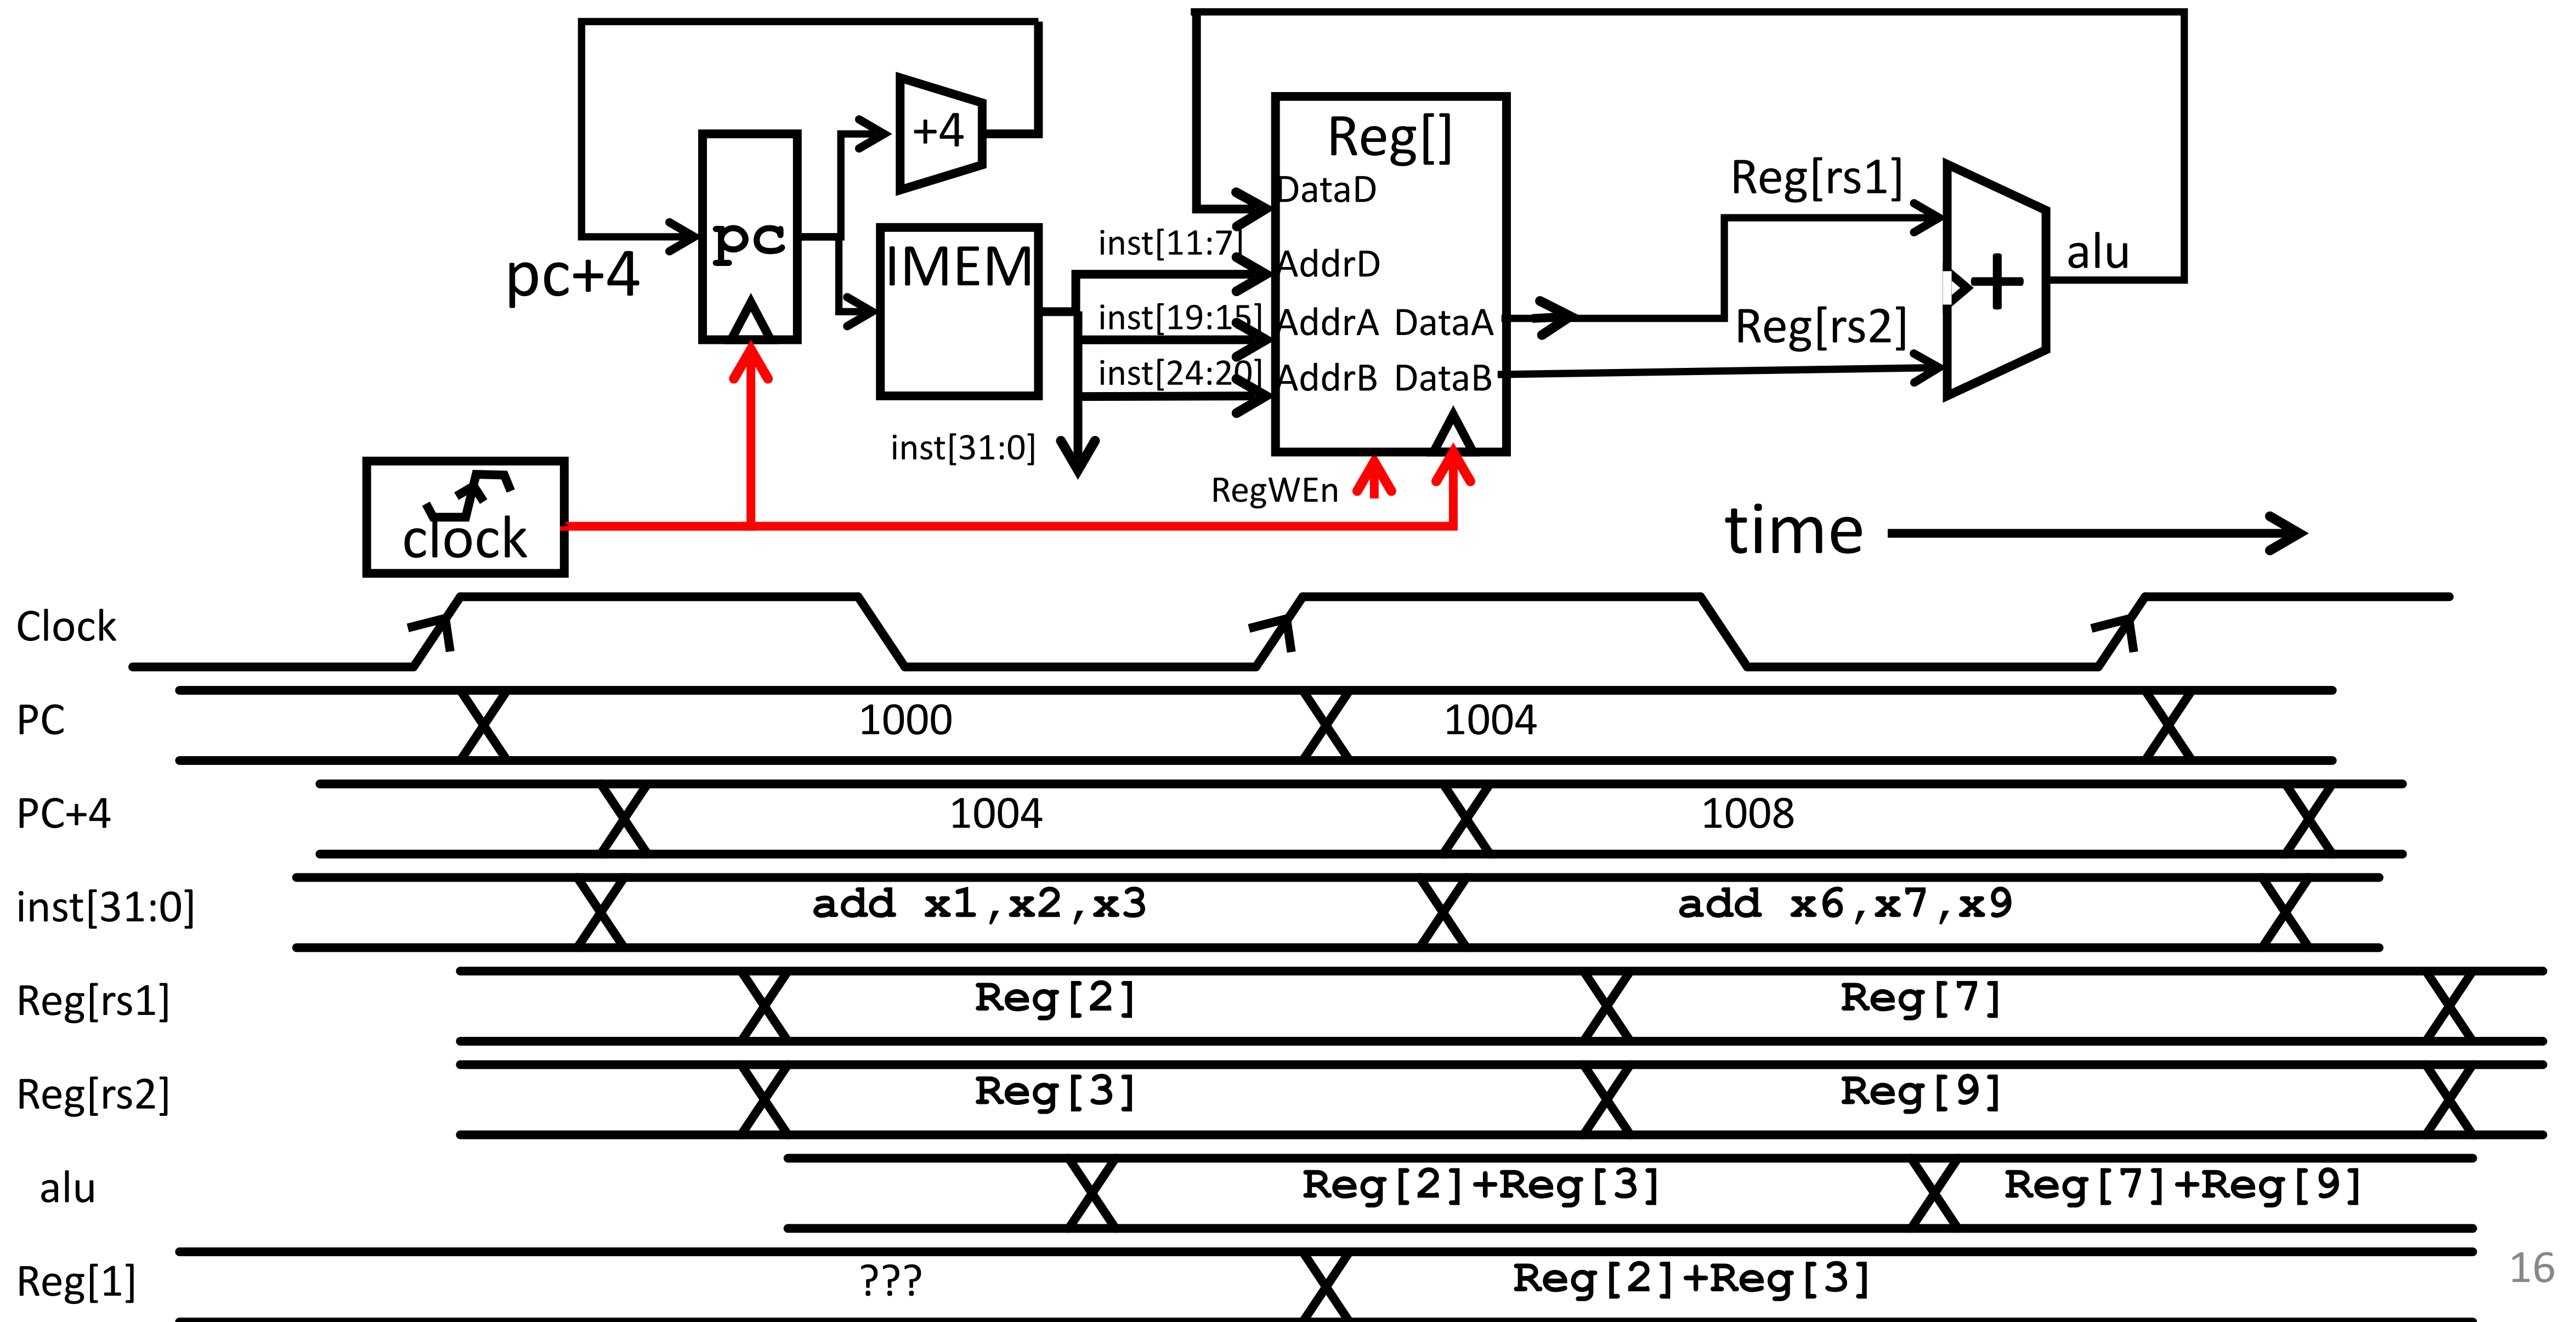 +4
pc
pc+4
IMEM
inst[11:7]
inst[19:15]
inst[24:20]
inst[31:0]
Reg[]
DataD
AddrD
AddrA DataA
AddrB DataB
RegWEn
Reg[rs1]
Reg[rs2]
+
alu
clock
time
Clock
PC 1000 1004
PC+4 1004 1008
inst[31:0] add x1,x2,x3 add x6,x7,x9
Reg[rs1] Reg[2] Reg[7]
Reg[rs2] Reg[3] Reg[9]
alu Reg[2]+Reg[3] Reg[7]+Reg[9]
Reg[1] ??? Reg[2]+Reg[3]
16